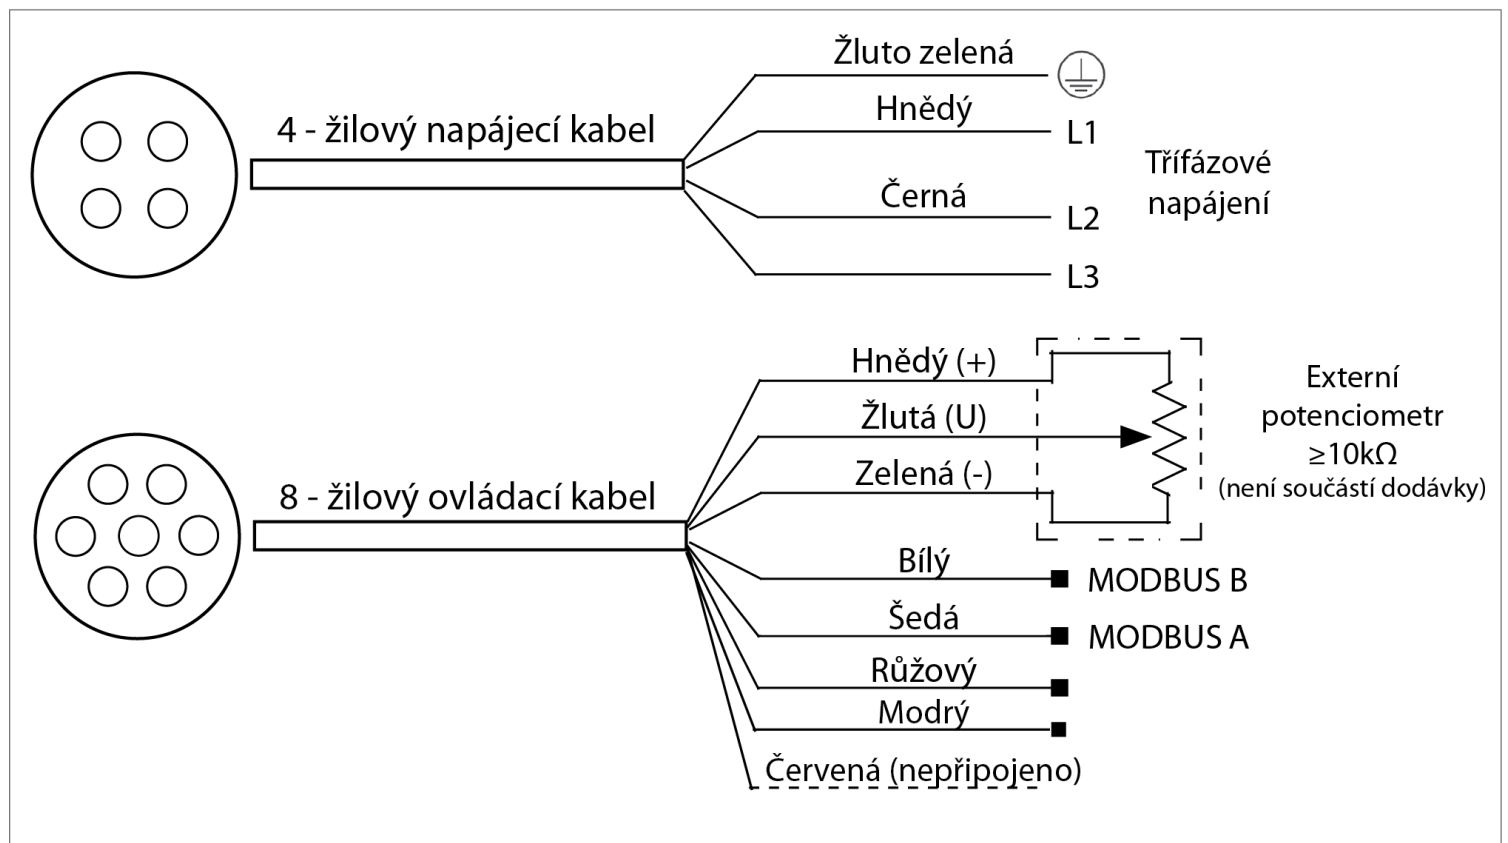 Žluto zelená
4 - žilový napájecí kabel
Hnědý
L1
Třífázové
napájení
Černá
L2
L3
Hnědý (+)
Externí
potenciometr
≥10kΩ
(není součástí dodávky)
Žlutá (U)
Zelená (-)
8 - žilový ovládací kabel
Bílý
MODBUS B
Šedá
MODBUS A
Růžový
Modrý
Červená (nepřipojeno)